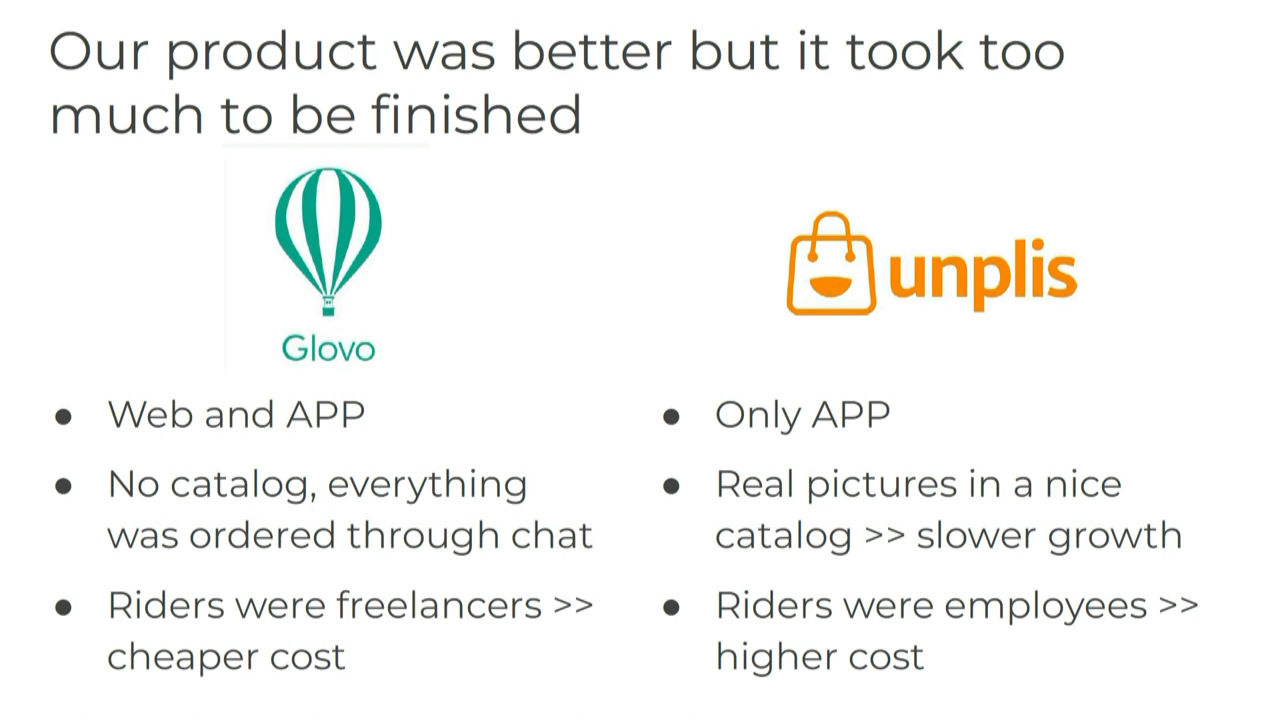 Our product was better but it took too
much to be finished
Glovo
unplis
● Web and APP
● No catalog, everything
was ordered through chat
● Riders were freelancers >>
cheaper cost
● Only APP
● Real pictures in a nice
catalog >> slower growth
● Riders were employees >>
higher cost